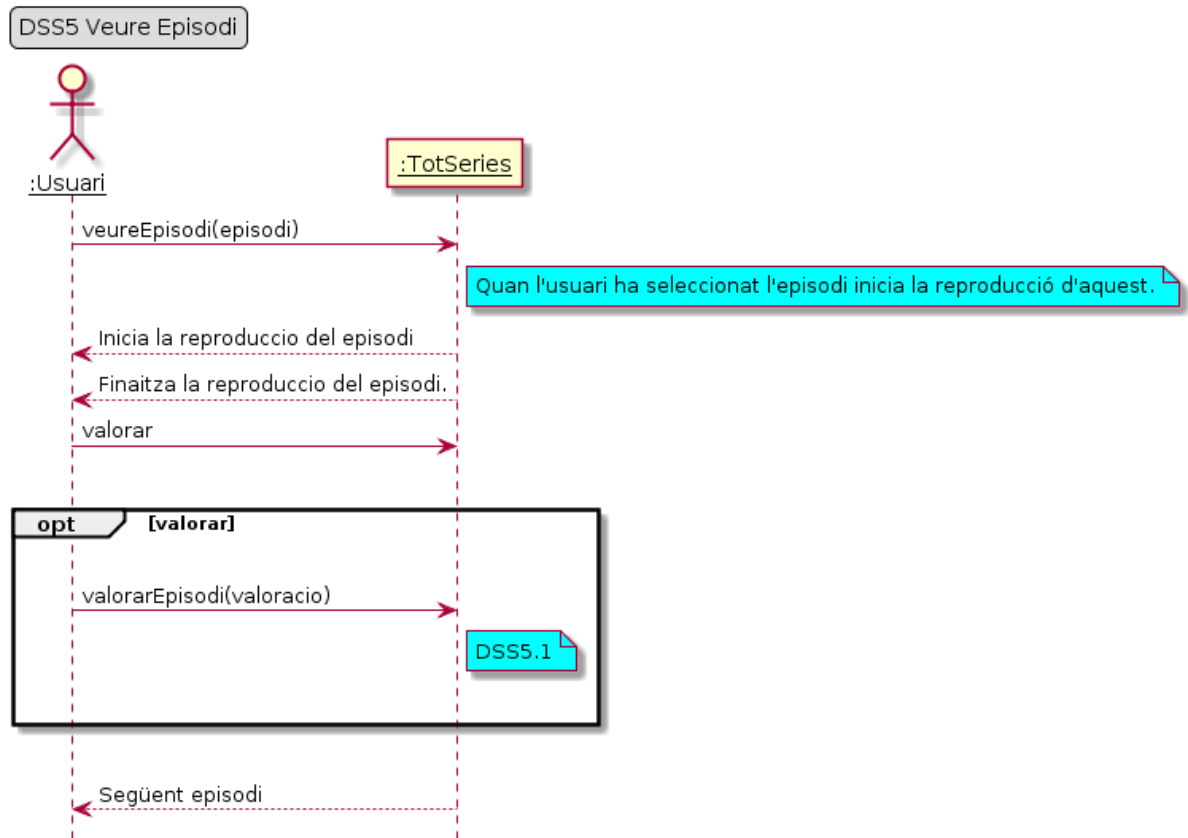 DSS5 Veure Episodi
:Usuari
:TotSeries
veureEpisodi(episodi)
Quan l'usuari ha seleccionat l'episodi inicia la reproducció d'aquest.
Inicia la reproduccio del episodi
Finaitza la reproduccio del episodi.
valorar
opt [valorar]
valorarEpisodi(valoracio)
DSS5.1
Següent episodi